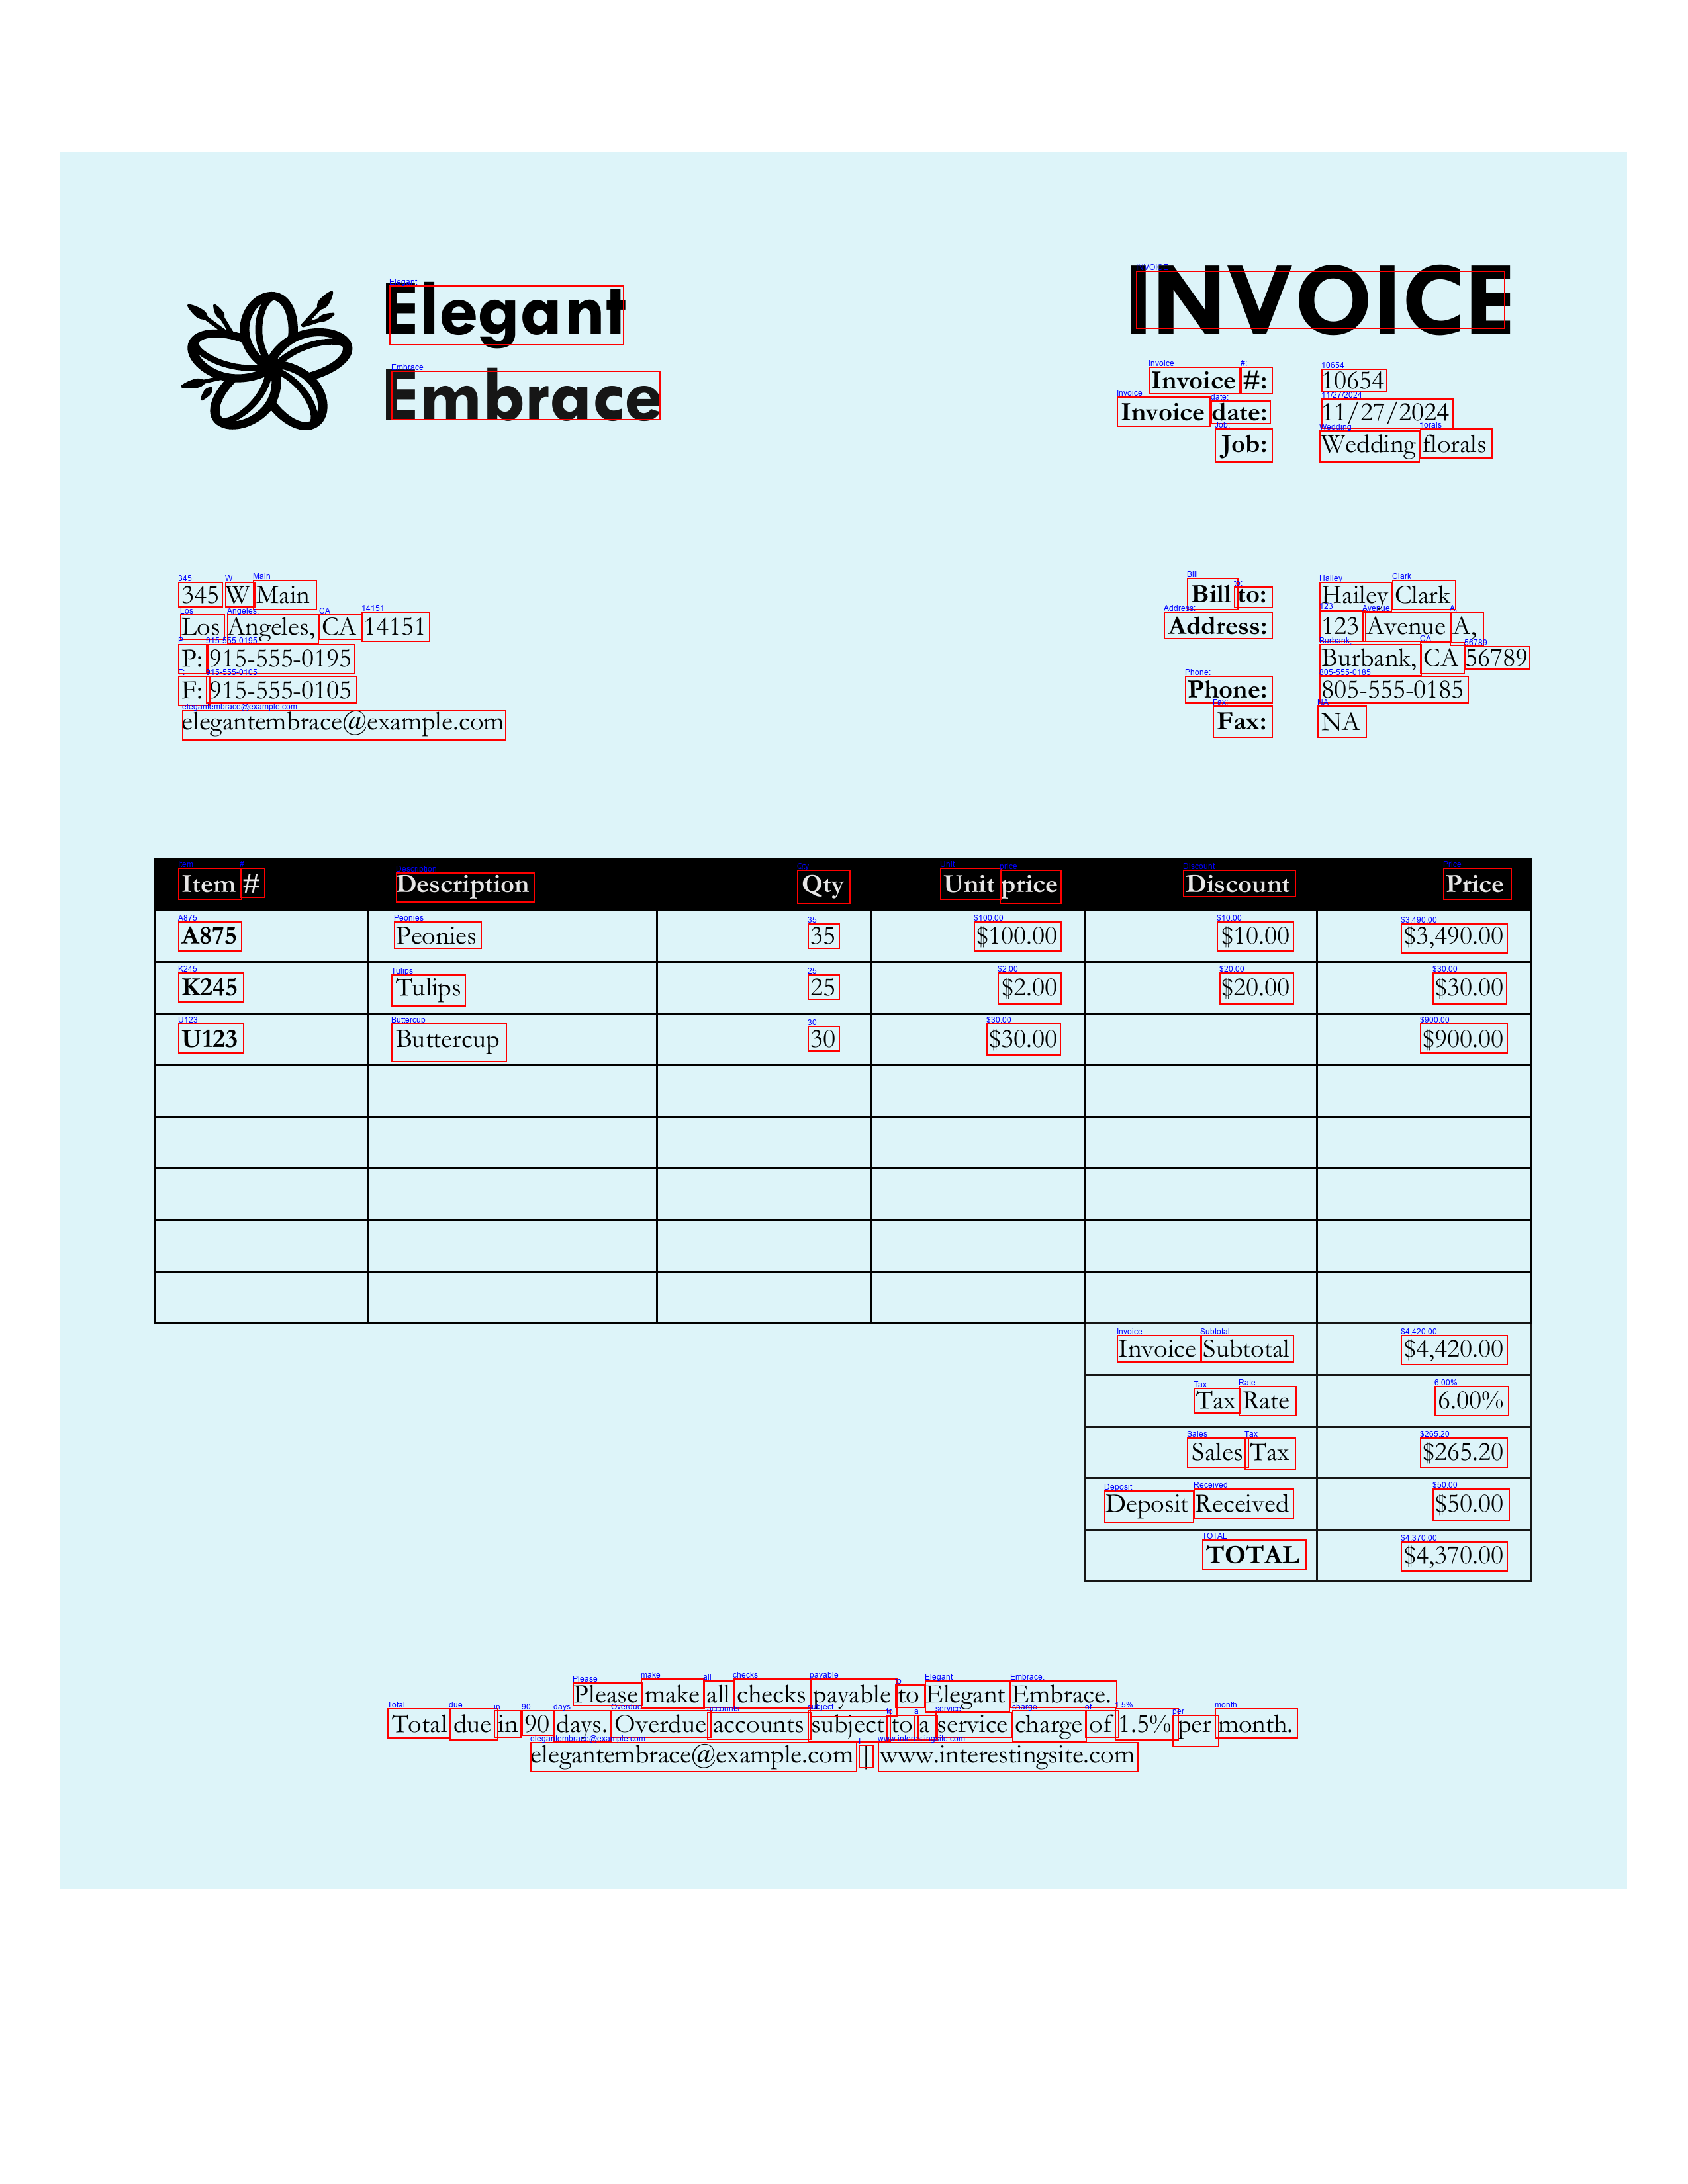 Elegant
Embrace
INVOICE
Invoice #: 10654
Invoice date: 11/27/2024
Job: Wedding florals
345 W Main
Los Angeles, CA 14151
P: 915-555-0195
F: 915-555-0105
elegantembrace@example.com
Bill to: Hailey Clark
Address: 123 Avenue A,
Burbank, CA 56789
Phone: 805-555-0185
Fax: NA
Item # Description Qty Unit price Discount Price
A875 Peonies 35 $100.00 $10.00 $3,490.00
K245 Tulips 25 $2.00 $20.00 $30.00
U123 Buttercup 30 $30.00 $900.00
Invoice Subtotal $4,420.00
Tax Rate 6.00%
Sales Tax $265.20
Deposit Received $50.00
TOTAL $4,370.00
Please make all checks payable to Elegant Embrace.
Total due in 90 days. Overdue accounts subject to a service charge of 1.5% per month.
elegantembrace@example.com | www.interestingsite.com